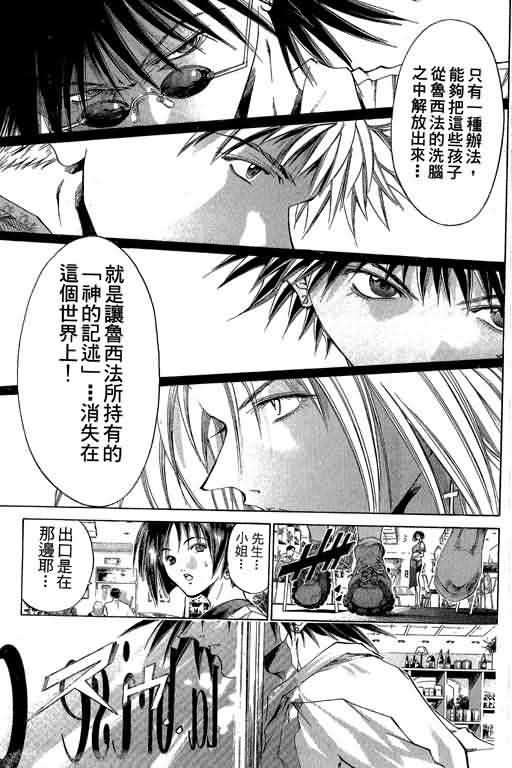 只有一種辦法，
能夠把這些孩子
從魯西法的洗腦
之中解放出來…
就是讓魯西法所持有的
「神的記述」…消失在
這個世界上！
先生…
小姐…
出口是在
那邊耶…